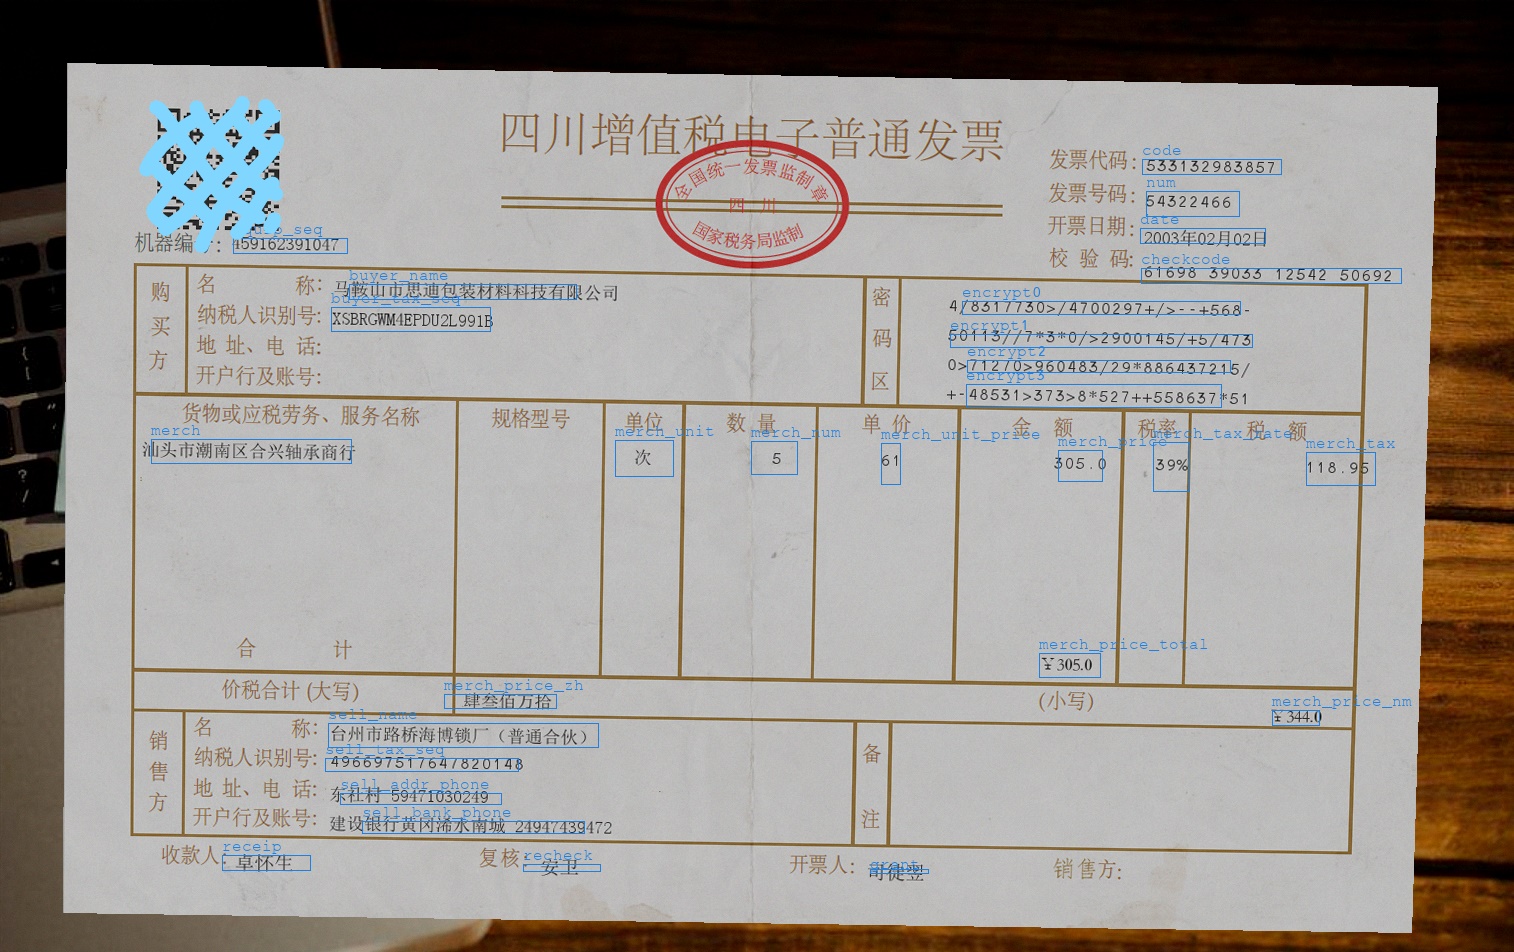 四川增值税电子普通发票
全国统一发票监制章
四川
国家税务局监制
code
发票代码: 533132983857
num
发票号码: 54322466
date
开票日期: 2003年02月02日
checkcode
校验码: 61698 39033 12542 50692
机器编号: 459162391047
购买方
buyer_name
名称: 马鞍山市思迪包装材料科技有限公司
buyer_tax_seq
纳税人识别号: XSBRGWM4EPDU2L991B
地址、电话:
开户行及账号:
密码区
encrypt0
4/8317730>/4700297+/>--+568-
encrypt1
50113//7*3*0/>2900145/+5/473
encrypt2
0>71270>960483/29*886437215/
encrypt3
+-48531>373>8*527++558637*51
货物或应税劳务、服务名称 规格型号 单位 数量 单价 金额 税率 税额
merch merch_unit merch_num merch_unit_price merch_price merch_tax_rate merch_tax
汕头市潮南区合兴轴承商行 次 5 61 305.0 39% 118.95
merch_price_total
合计 ¥305.0
merch_price_zh merch_price_nm
价税合计 (大写) 肆叁佰万拾 (小写) ¥344.0
销售方
sell_name
名称: 台州市路桥海博锁厂（普通合伙）
sell_tax_seq
纳税人识别号: 496697517647820148
sell_addr_phone
地址、电话: 东社村 59471030249
sell_bank_phone
开户行及账号: 建设银行黄冈浠水南城 24947439472
备注
receip recheck grant
收款人: 卓怀生 复核: 安卫 开票人: 司徒翌 销售方: